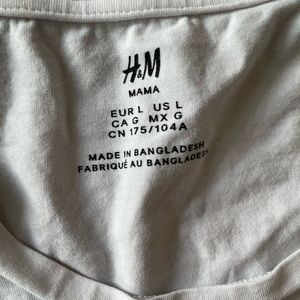 H&M
MAMA
EUR L US L
CA G MX G
CN 175/104A
MADE IN BANGLADESH
FABRIQUÉ AU BANGLADESH